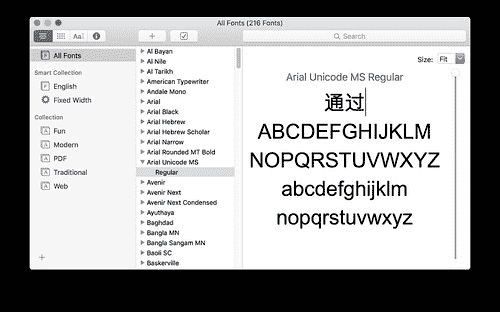 All Fonts (216 Fonts)
Aa
Search
All Fonts
Smart Collection
English
Fixed Width
Collection
Fun
Modern
PDF
Traditional
Web
Al Bayan
Al Nile
Al Tarikh
American Typewriter
Andale Mono
Arial
Arial Black
Arial Hebrew
Arial Hebrew Scholar
Arial Narrow
Arial Rounded MT Bold
Arial Unicode MS
Regular
Avenir
Avenir Next
Avenir Next Condensed
Ayuthaya
Baghdad
Bangla MN
Bangla Sangam MN
Baoli SC
Baskerville
Size: Fit
Arial Unicode MS Regular
通过
ABCDEFGHIJKLM
NOPQRSTUVWXYZ
abcdefghijklm
nopqrstuvwxyz